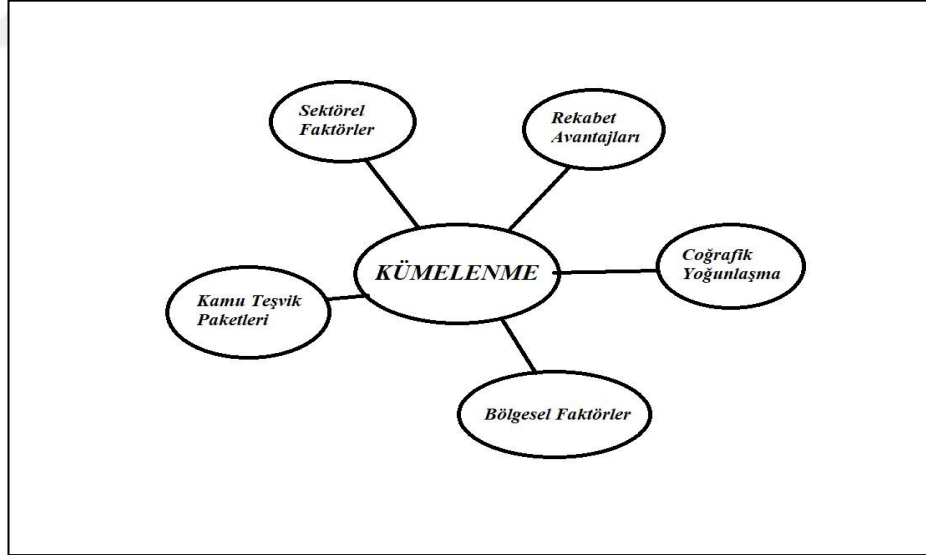 Sektörel
Faktörler
Rekabet
Avantajları
KÜMELENME
Coğrafik
Yoğunlaşma
Kamu Teşvik
Paketleri
Bölgesel Faktörler